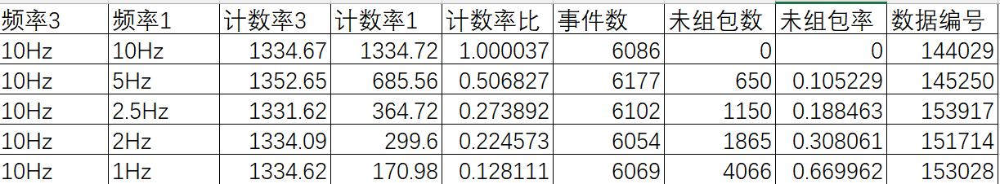 频率3 频率1 计数率3 计数率1 计数率比 事件数 未组包数 未组包率 数据编号
10Hz 10Hz 1334.67 1334.72 1.000037 6086 0 0 144029
10Hz 5Hz 1352.65 685.56 0.506827 6177 650 0.105229 145250
10Hz 2.5Hz 1331.62 364.72 0.273892 6102 1150 0.188463 153917
10Hz 2Hz 1334.09 299.6 0.224573 6054 1865 0.308061 151714
10Hz 1Hz 1334.62 170.98 0.128111 6069 4066 0.669962 153028